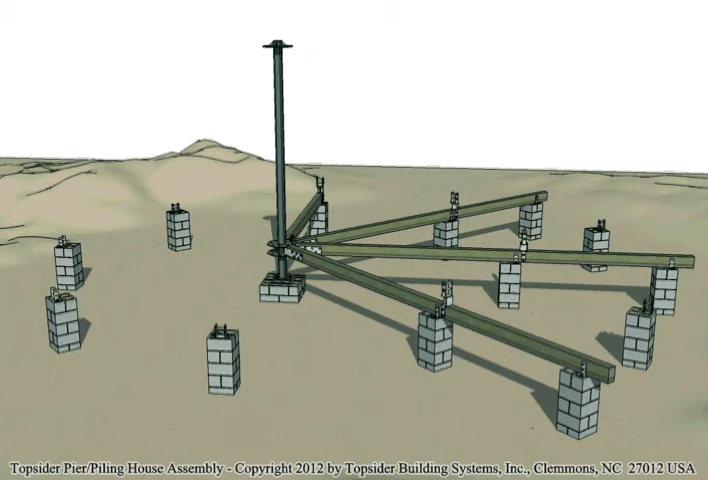 Topsider Pier/Piling House Assembly - Copyright 2012 by Topsider Building Systems, Inc., Clemmons, NC 27012 USA